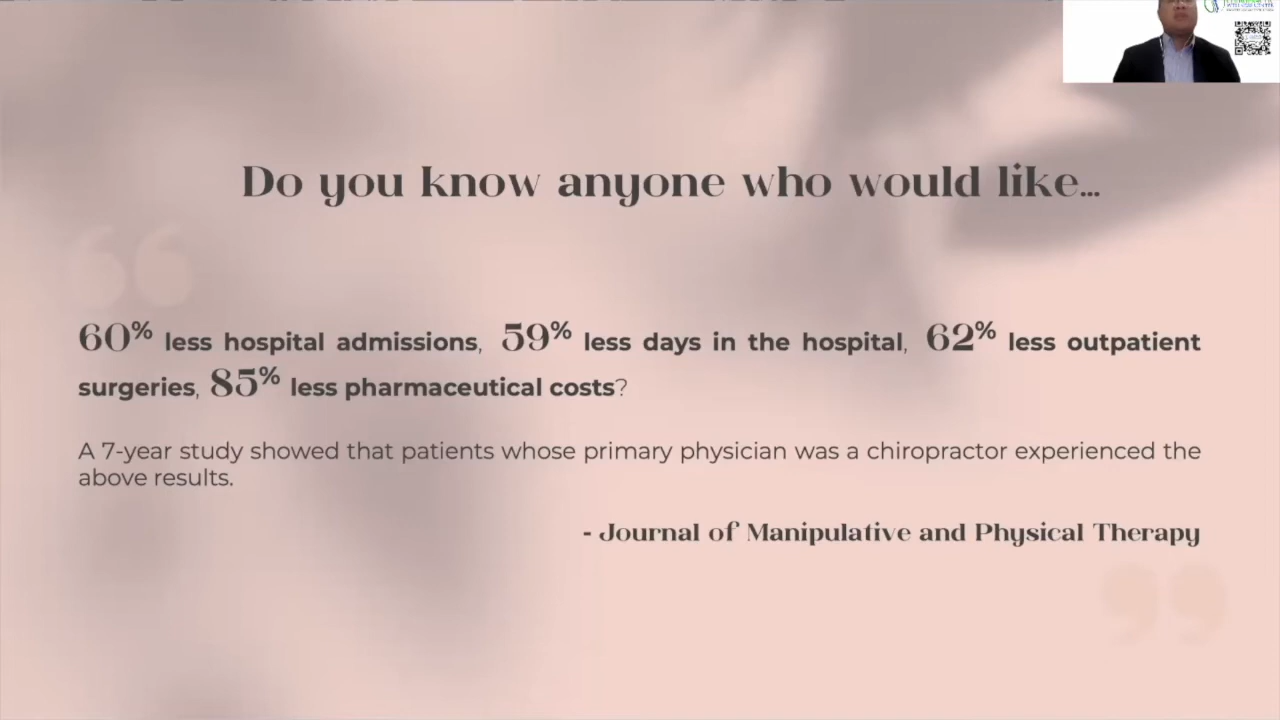 Do you know anyone who would like...
60% less hospital admissions, 59% less days in the hospital, 62% less outpatient
surgeries, 85% less pharmaceutical costs?
A 7-year study showed that patients whose primary physician was a chiropractor experienced the
above results.
- Journal of Manipulative and Physical Therapy